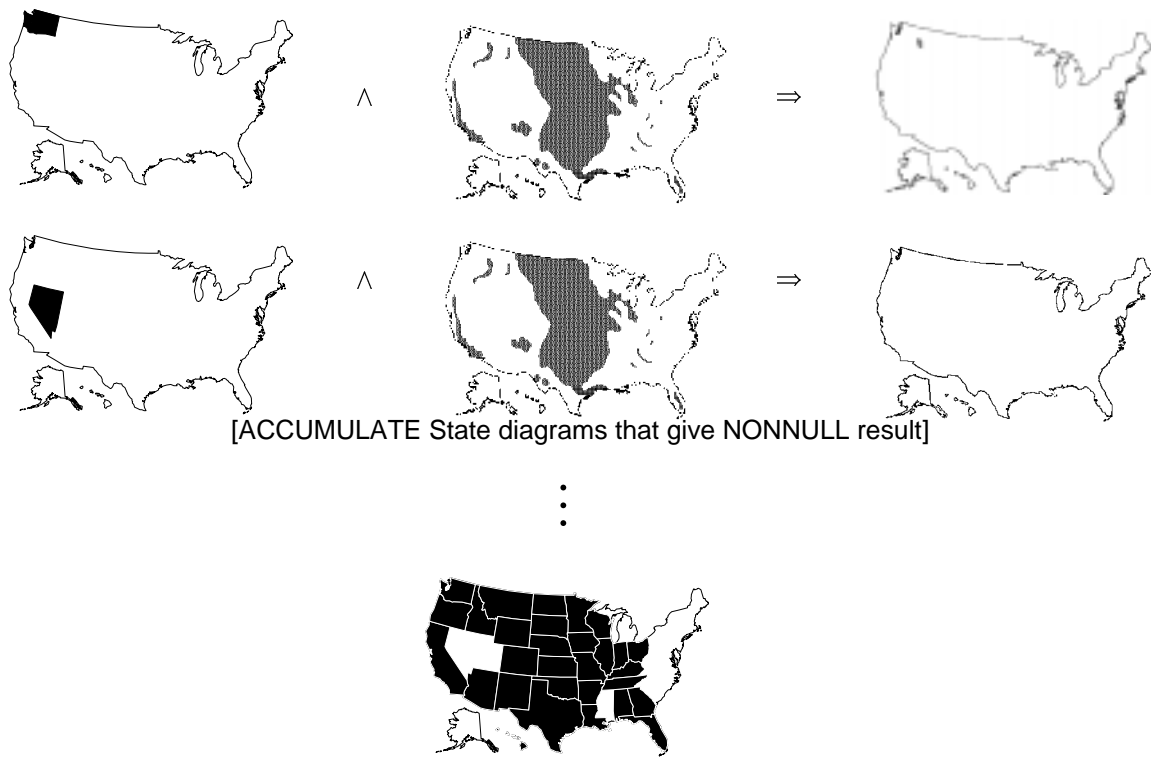 ∧ ⇒
∧ ⇒
[ACCUMULATE State diagrams that give NONNULL result]